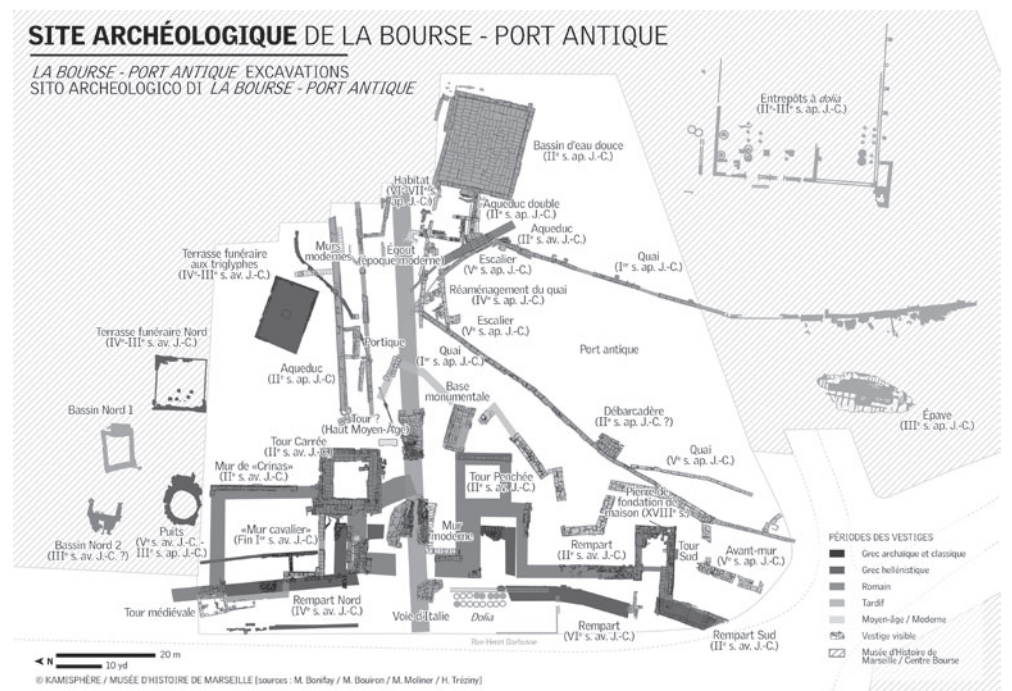 SITE ARCHÉOLOGIQUE DE LA BOURSE - PORT ANTIQUE
LA BOURSE - PORT ANTIQUE EXCAVATIONS
SITO ARCHEOLOGICO DI LA BOURSE - PORT ANTIQUE
Entrepôts à dolia
(IIe-IIIe s. ap. J.-C.)
Bassin d'eau douce
(IIe s. ap. J.-C.)
Habitat
(VIe-VIIe s.
ap. J.-C.)
Aqueduc double
(IIe s. ap. J.-C.)
Aqueduc
(IIe s. av. J.-C.)
Murs
modernes
Égout
(époque moderne)
Escalier
(Ve s. ap. J.-C.)
Quai
(Ier s. ap. J.-C.)
Terrasse funéraire
aux triglyphes
(IVe-IIIe s. av. J.-C.)
Réaménagement du quai
(IVe s. ap. J.-C.)
Escalier
(Ve s. ap. J.-C.)
Terrasse funéraire Nord
(IVe-IIIe s. av. J.-C.)
Portique
Quai
(Ier s. ap. J.-C.)
Port antique
Aqueduc
(IIe s. ap. J.-C.)
Base
monumentale
Bassin Nord 1
Tour ?
(Haut Moyen-Age)
Débarcadère
(IIe s. ap. J.-C. ?)
Épave
(IIIe s. ap. J.-C.)
Tour Carrée
(IIe s. av. J.-C.)
Quai
(Ve s. ap. J.-C.)
Mur de «Crinas»
(IIe s. av. J.-C.)
Tour Penchée
(IIe s. av. J.-C.)
Pierre de
fondation de
maison (XVIIIe s.)
Puits
(Ve s. av. J.-C. -
IIIe s. ap. J.-C.)
«Mur cavalier»
(Fin Ier s. av. J.-C.)
Mur
moderne
Rempart
(IIe s. av. J.-C.)
Tour
Sud
Avant-mur
(Ve s. ap. J.-C.)
Bassin Nord 2
(IIIe s. av. J.-C. ?)
Tour médiévale
Rempart Nord
(IVe s. av. J.-C.)
Voie d'Italie
Dolia
Rempart
(VIe s. av. J.-C.)
Rempart Sud
(IIe s. av. J.-C.)
Rue Henri Barbusse
PÉRIODES DES VESTIGES
Grec archaïque et classique
Grec hellénistique
Romain
Tardif
Moyen-âge / Moderne
Vestige visible
Musée d'Histoire de
Marseille / Centre Bourse
N
20 m
10 yd
© KAMISPHÈRE / MUSÉE D'HISTOIRE DE MARSEILLE [sources : M. Bonifay / M. Bouiron / M. Moliner / H. Tréziny]